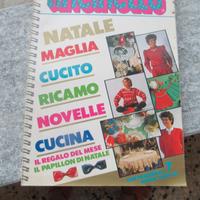 NATALE
MAGLIA
CUCITO
RICAMO
NOVELLE
CUCINA
IL REGALO DEL MESE
IL PAPILLON DI NATALE